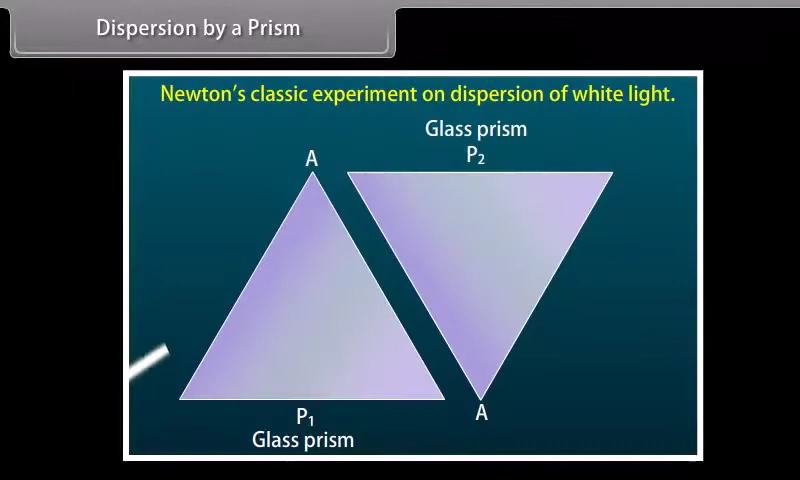 Dispersion by a Prism
Newton's classic experiment on dispersion of white light.
Glass prism
P₂
A
A
P₁
Glass prism